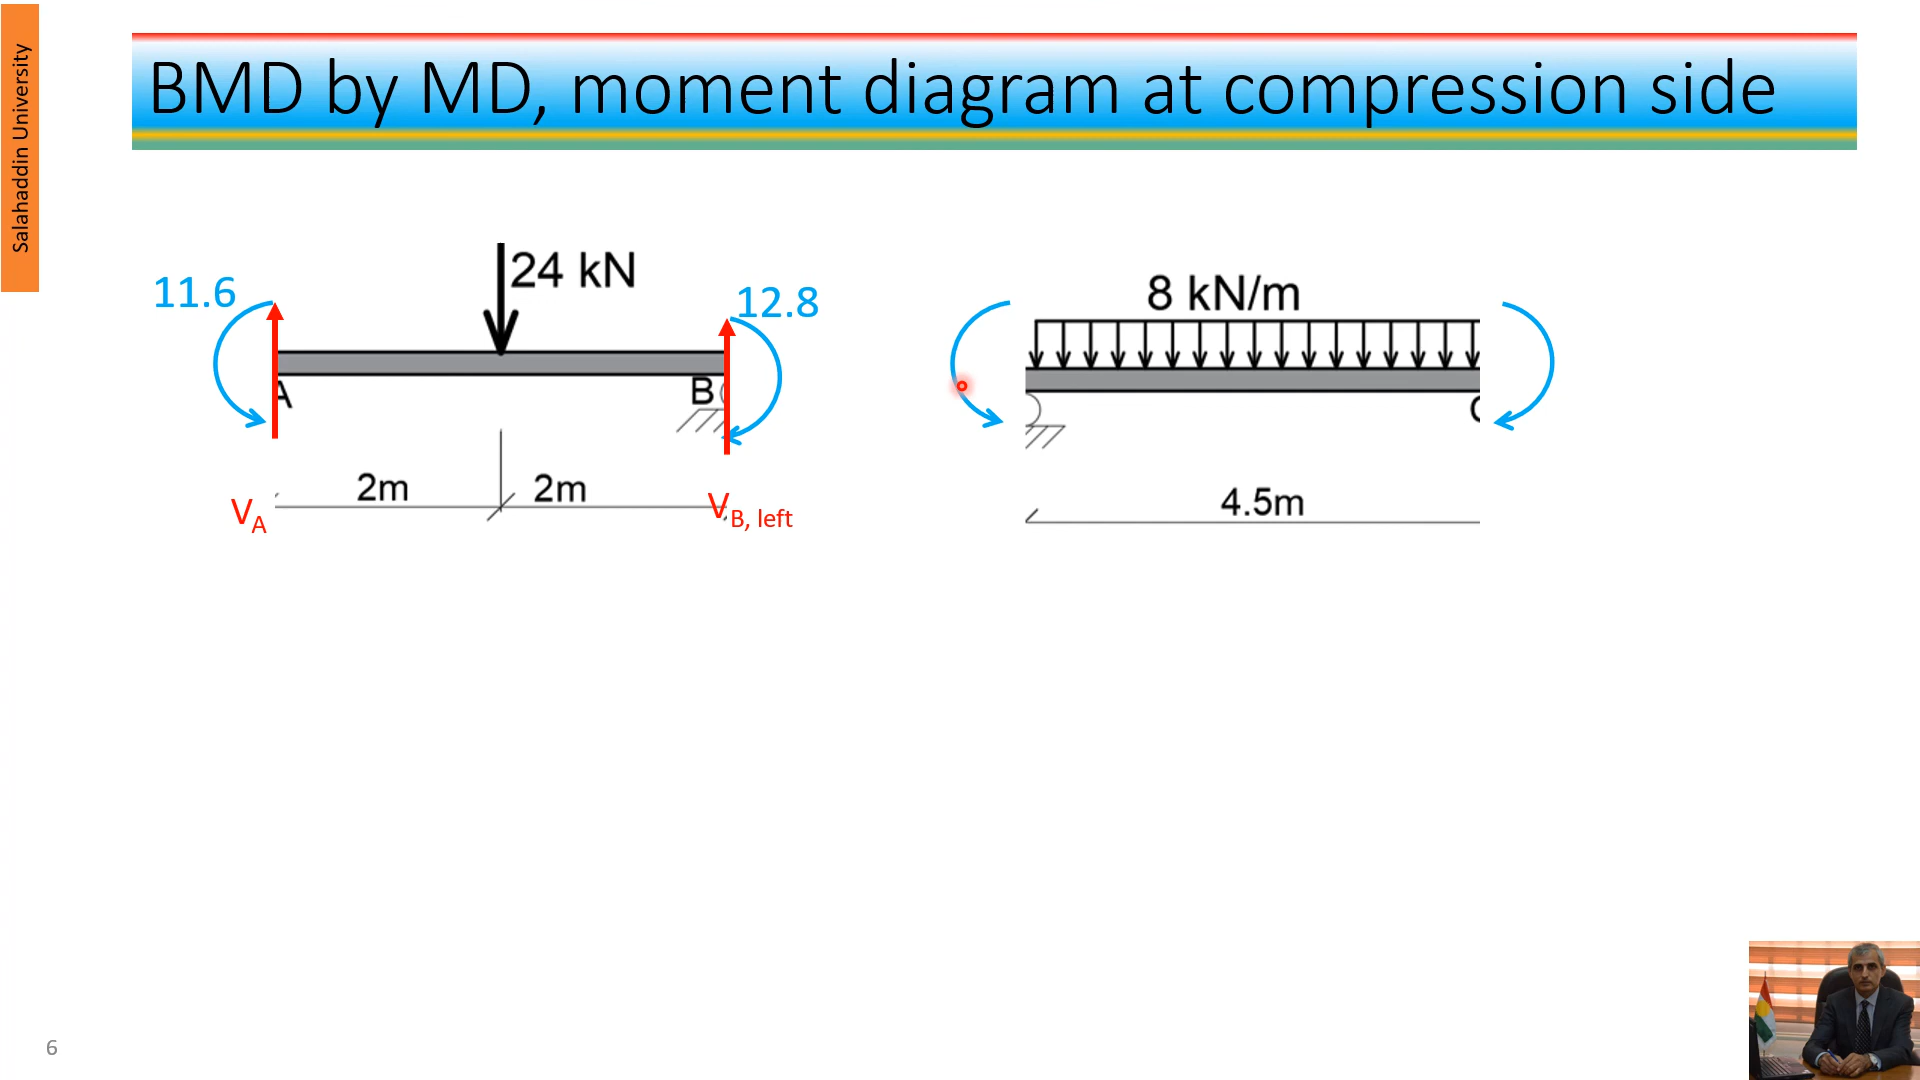 Salahaddin University
BMD by MD, moment diagram at compression side
24 kN
11.6
12.8
8 kN/m
A
B
C
2m
2m
4.5m
V_A
V_B, left
6